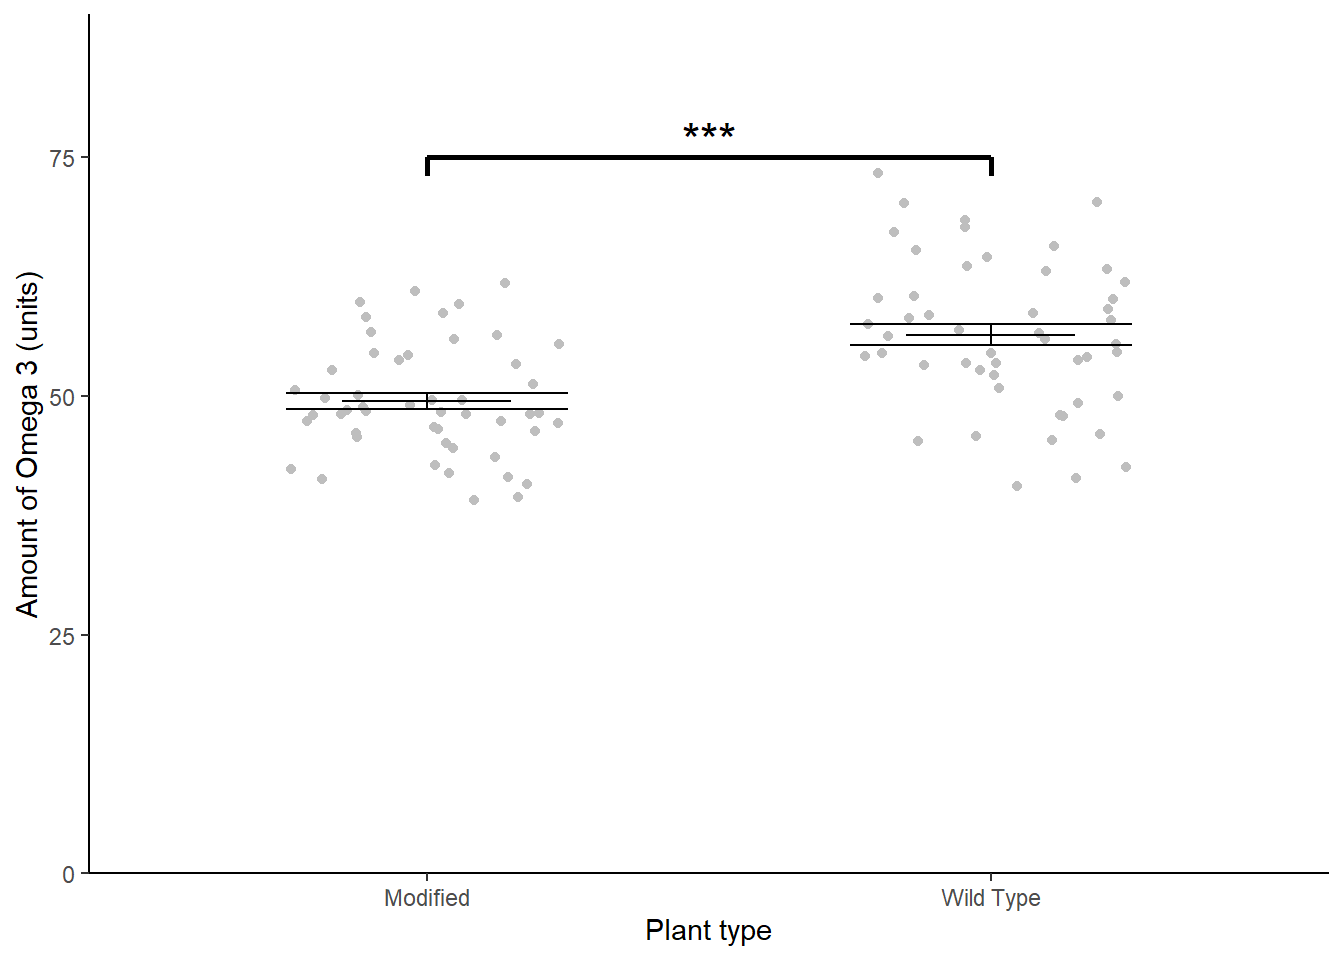 ***
75
50
25
0
Amount of Omega 3 (units)
Modified
Wild Type
Plant type